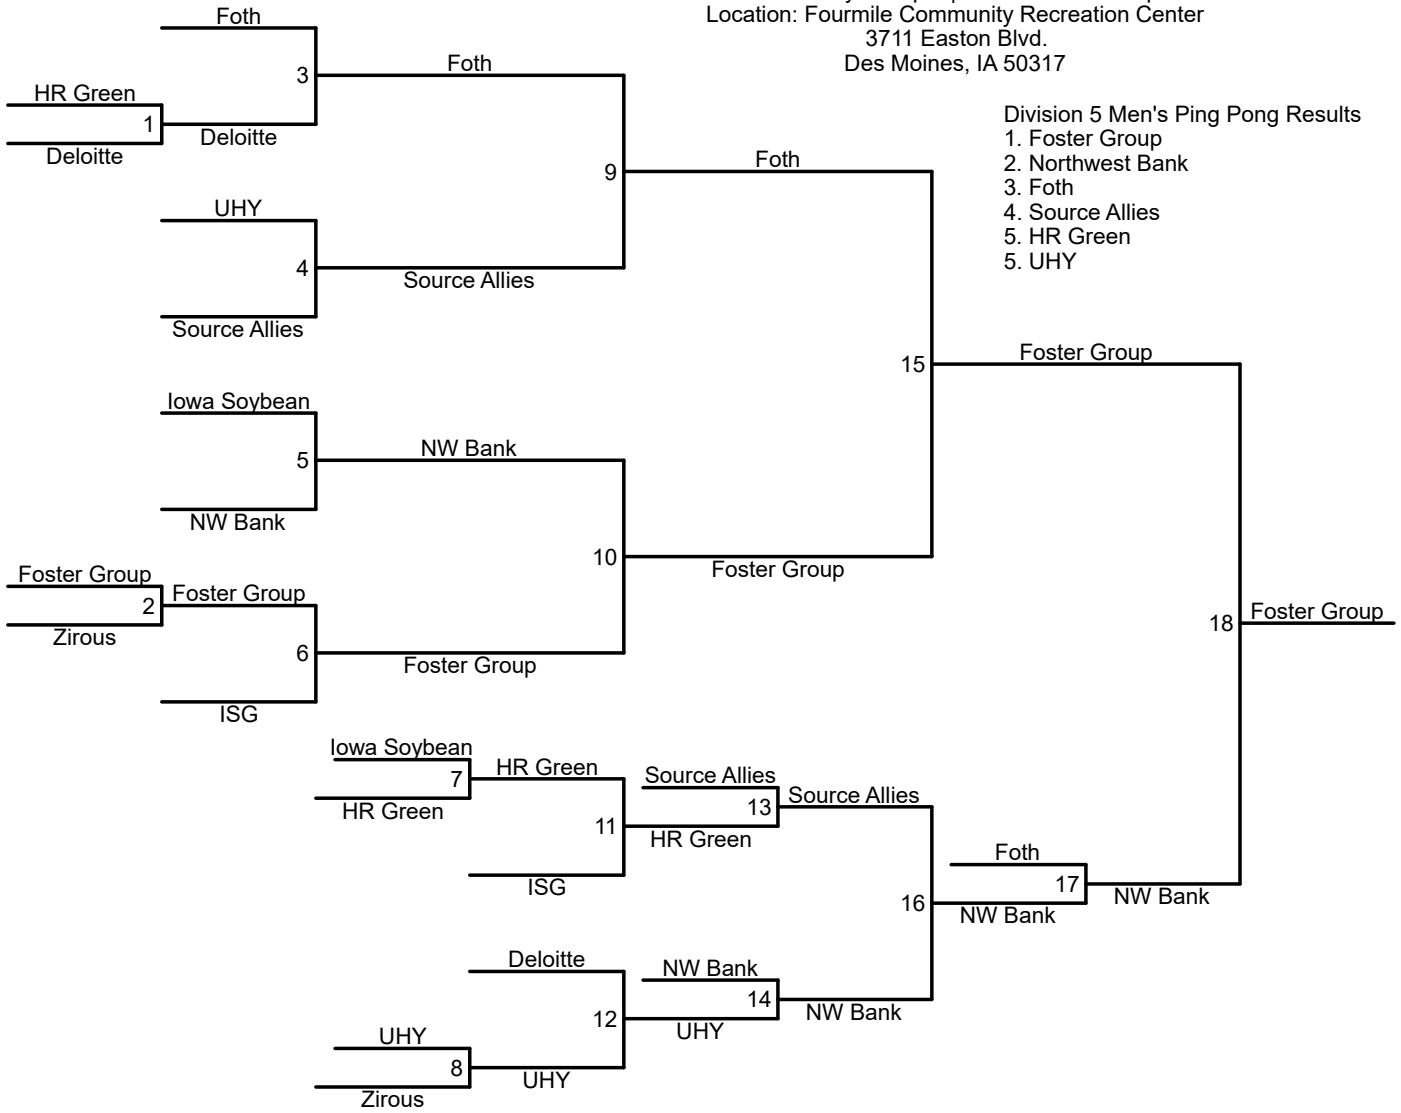 Location: Fourmile Community Recreation Center
3711 Easton Blvd.
Des Moines, IA 50317
Division 5 Men's Ping Pong Results
1. Foster Group
2. Northwest Bank
3. Foth
4. Source Allies
5. HR Green
5. UHY
Foth
3
Foth
HR Green
1
Deloitte
Deloitte
9
Foth
UHY
4
Source Allies
Source Allies
15
Foster Group
Iowa Soybean
5
NW Bank
NW Bank
10
Foster Group
Foster Group
2
Foster Group
Zirous
6
Foster Group
ISG
18
Foster Group
Iowa Soybean
7
HR Green
HR Green
11
Source Allies
13
Source Allies
HR Green
ISG
Foth
17
NW Bank
16
NW Bank
Deloitte
NW Bank
14
NW Bank
12
UHY
UHY
8
UHY
Zirous